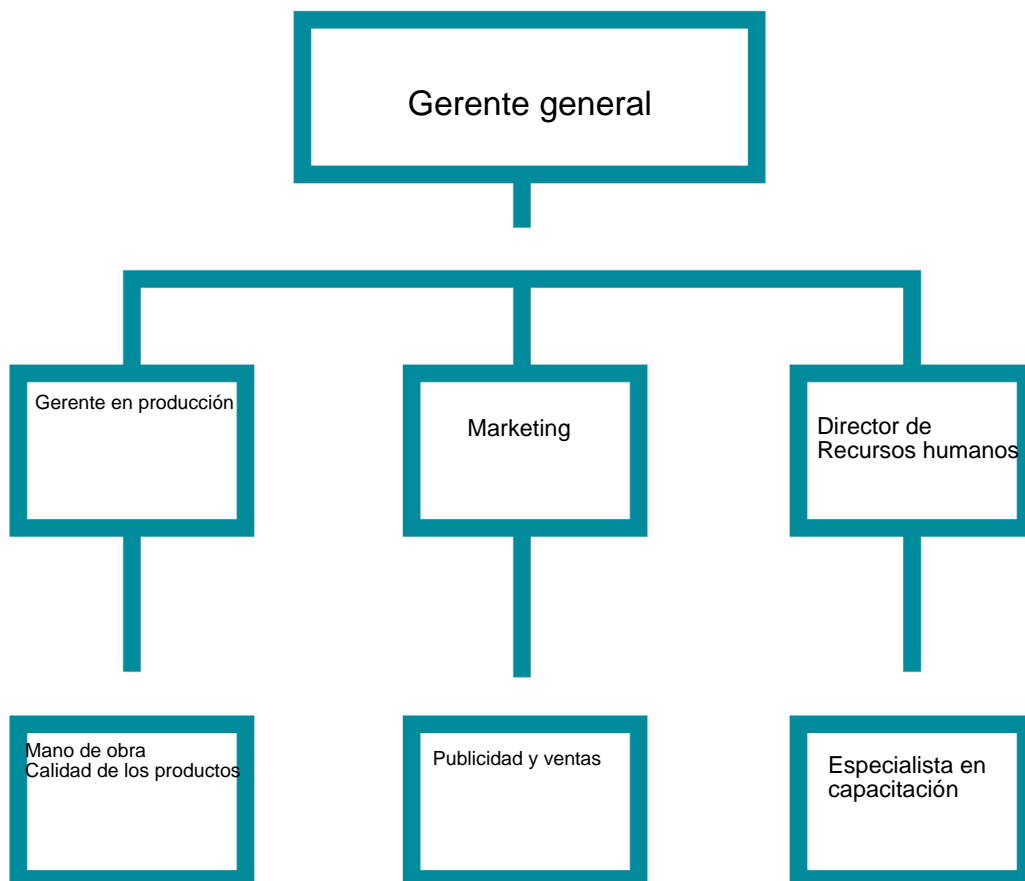 Gerente general
Gerente en producción
Marketing
Director de
Recursos humanos
Mano de obra
Calidad de los productos
Publicidad y ventas
Especialista en
capacitación